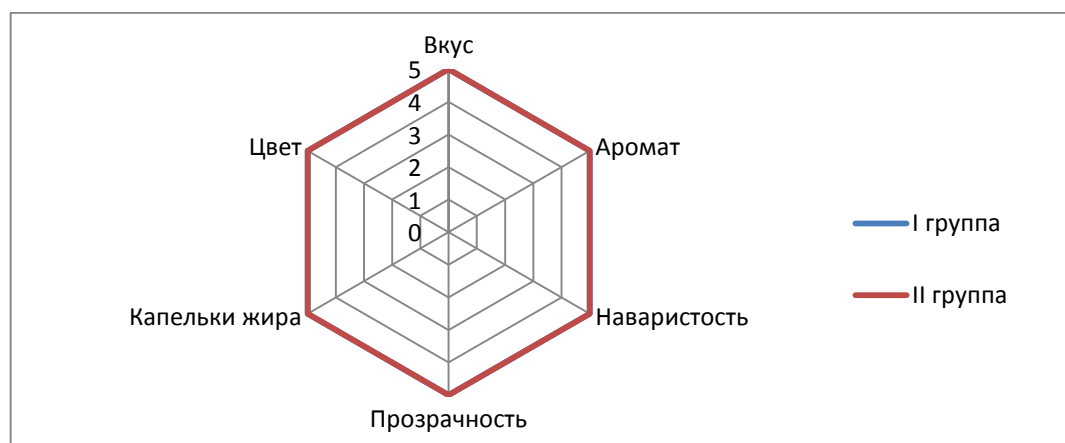 Вкус
5
4
3
2
1
0
Аромат
Наваристость
Прозрачность
Капельки жира
Цвет
I группа
II группа